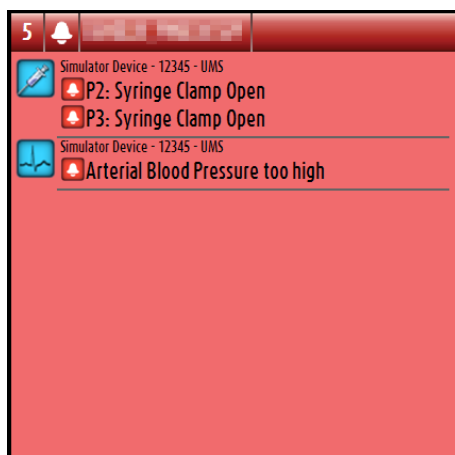 5
Simulator Device - 12345 - UMS
P2: Syringe Clamp Open
P3: Syringe Clamp Open
Simulator Device - 12345 - UMS
Arterial Blood Pressure too high